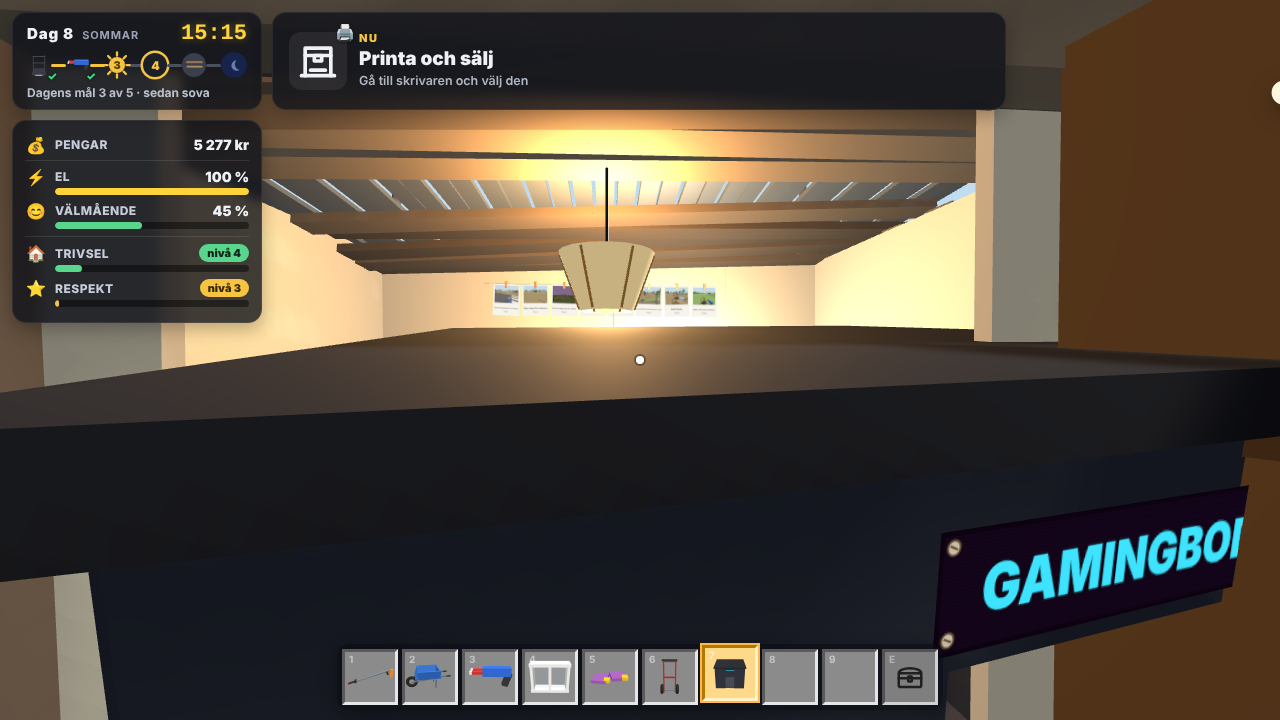 Dag 8 SOMMAR 15:15
3 4
Dagens mål 3 av 5 · sedan sova
NU
Printa och sälj
Gå till skrivaren och välj den
PENGAR 5 277 kr
EL 100 %
VÄLMÅENDE 45 %
TRIVSEL nivå 4
RESPEKT nivå 3
GAMINGBO
1 2 3 4 5 6 7 8 9 E